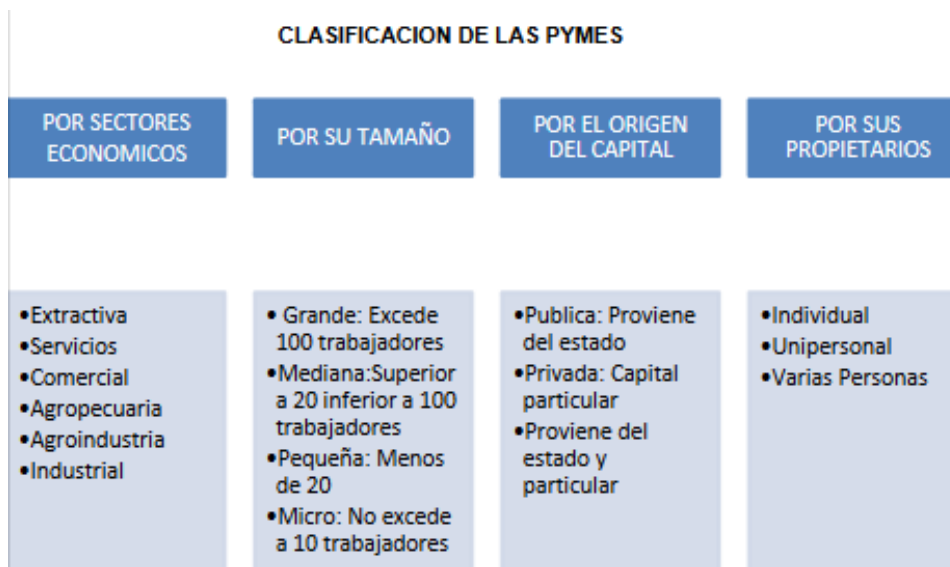 CLASIFICACION DE LAS PYMES
POR SECTORES
ECONOMICOS
POR SU TAMAÑO
POR EL ORIGEN
DEL CAPITAL
POR SUS
PROPIETARIOS
•Extractiva
•Servicios
•Comercial
•Agropecuaria
•Agroindustria
•Industrial
• Grande: Excede
100 trabajadores
•Mediana:Superior
a 20 inferior a 100
trabajadores
•Pequeña: Menos
de 20
•Micro: No excede
a 10 trabajadores
•Publica: Proviene
del estado
•Privada: Capital
particular
•Proviene del
estado y
particular
•Individual
•Unipersonal
•Varias Personas